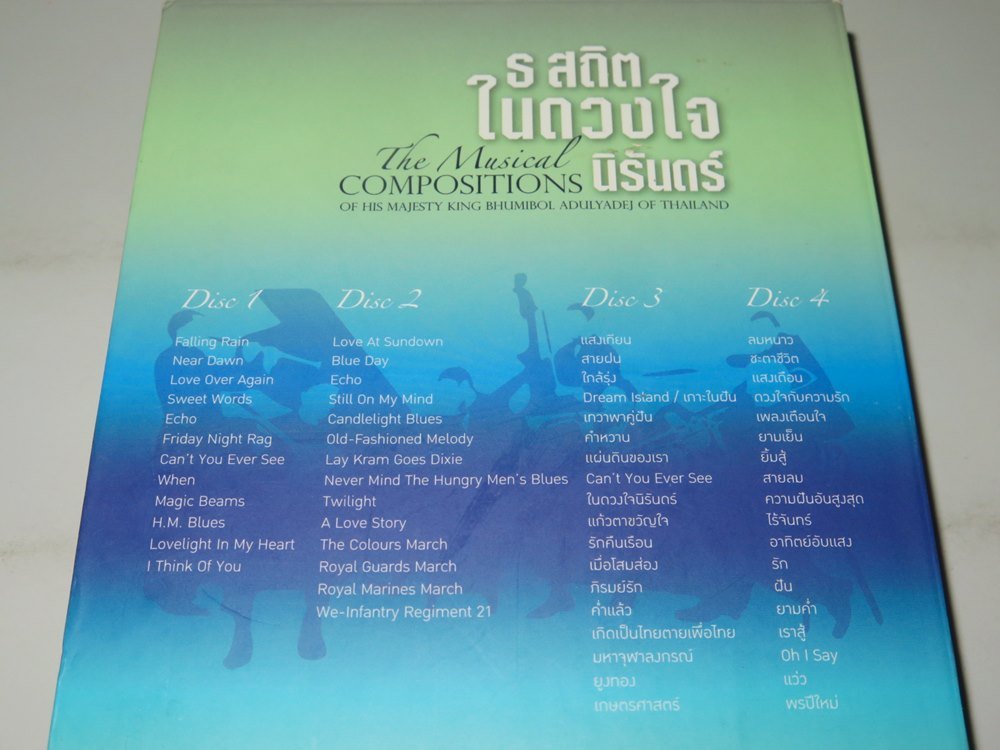 ธ สถิต
ในดวงใจ
นิรันดร์
The Musical
COMPOSITIONS
OF HIS MAJESTY KING BHUMIBOL ADULYADEJ OF THAILAND
Disc 1
Falling Rain
Near Dawn
Love Over Again
Sweet Words
Echo
Friday Night Rag
Can't You Ever See
When
Magic Beams
H.M. Blues
Lovelight In My Heart
I Think Of You
Disc 2
Love At Sundown
Blue Day
Echo
Still On My Mind
Candlelight Blues
Old-Fashioned Melody
Lay Kram Goes Dixie
Never Mind The Hungry Men's Blues
Twilight
A Love Story
The Colours March
Royal Guards March
Royal Marines March
We-Infantry Regiment 21
Disc 3
แสงเทียน
สายฝน
ใกล้รุ่ง
Dream Island / เกาะในฝัน
เทวาพาคู่ฝัน
คำหวาน
แผ่นดินของเรา
Can't You Ever See
ในดวงใจนิรันดร์
แก้วตาขวัญใจ
รักคืนเรือน
เมื่อโสมส่อง
ภิรมย์รัก
ค่ำแล้ว
เกิดเป็นไทยตายเพื่อไทย
มหาจุฬาลงกรณ์
ยูงทอง
เกษตรศาสตร์
Disc 4
ลมหนาว
ชะตาชีวิต
แสงเดือน
ดวงใจกับความรัก
เพลงเตือนใจ
ยามเย็น
ยิ้มสู้
สายลม
ความฝันอันสูงสุด
ไร้จันทร์
อาทิตย์อับแสง
รัก
ฝัน
ยามค่ำ
เราสู้
Oh I Say
แว่ว
พรปีใหม่